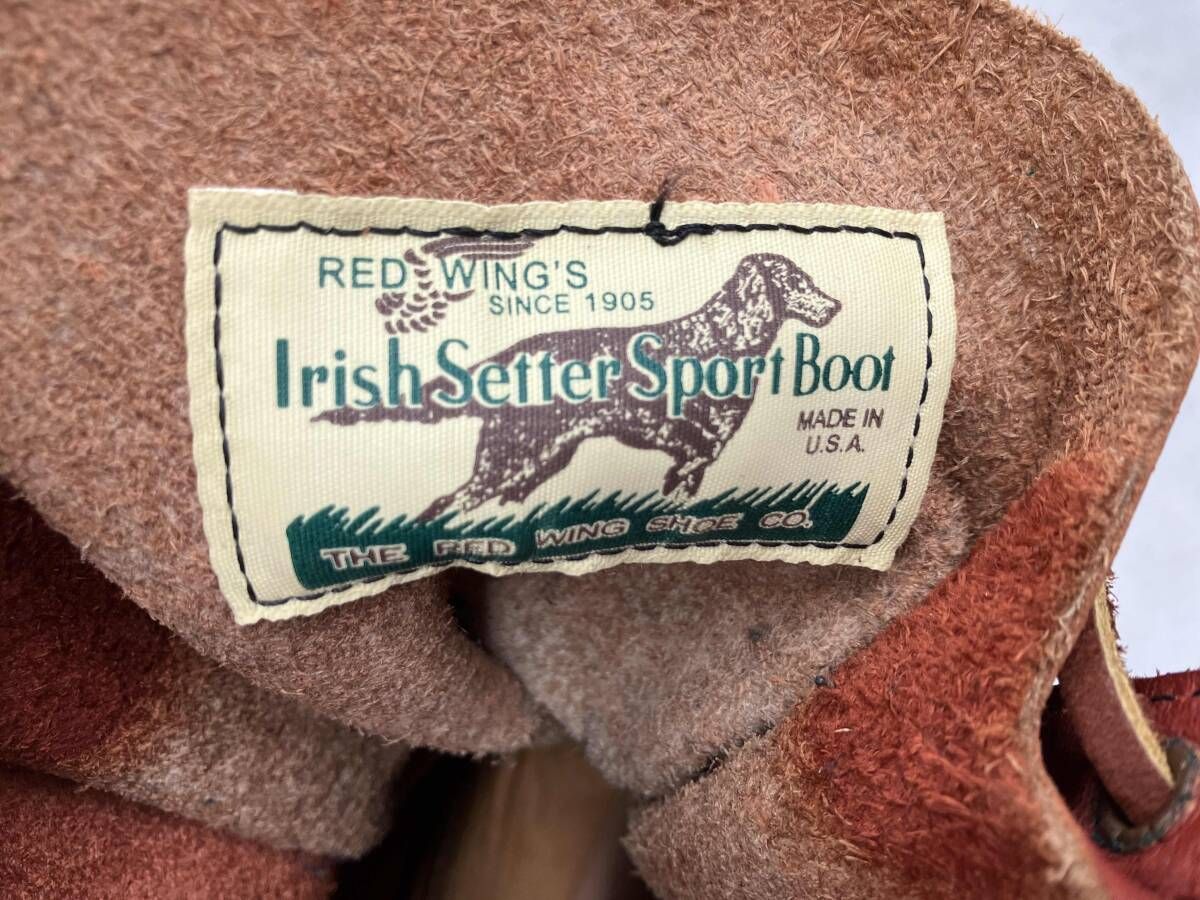 RED WING'S
SINCE 1905
Irish Setter Sport Boot
MADE IN
U.S.A.
THE RED WING SHOE CO.